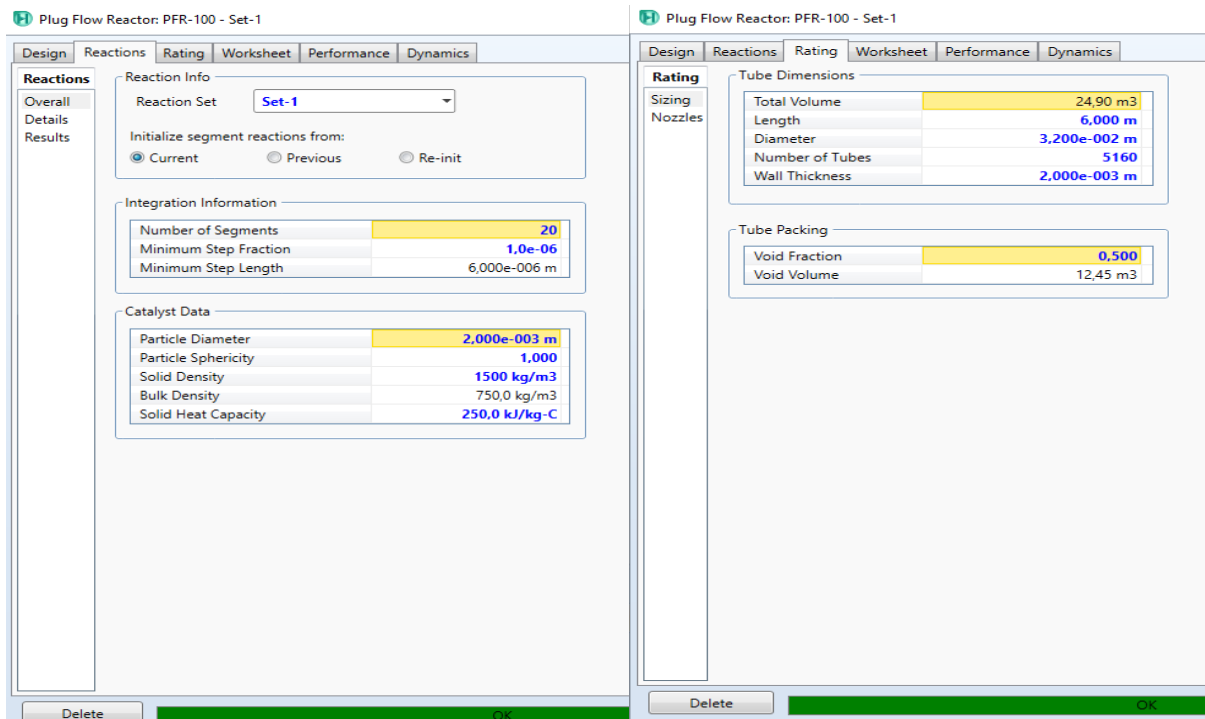 Plug Flow Reactor: PFR-100 - Set-1
Design Reactions Rating Worksheet Performance Dynamics
Reactions
Overall
Details
Results
Reaction Info
Reaction Set Set-1
Initialize segment reactions from:
Current Previous Re-init
Integration Information
Number of Segments 20
Minimum Step Fraction 1,0e-06
Minimum Step Length 6,000e-006 m
Catalyst Data
Particle Diameter 2,000e-003 m
Particle Sphericity 1,000
Solid Density 1500 kg/m3
Bulk Density 750,0 kg/m3
Solid Heat Capacity 250,0 kJ/kg-C
Delete OK
Plug Flow Reactor: PFR-100 - Set-1
Design Reactions Rating Worksheet Performance Dynamics
Rating
Sizing
Nozzles
Tube Dimensions
Total Volume 24,90 m3
Length 6,000 m
Diameter 3,200e-002 m
Number of Tubes 5160
Wall Thickness 2,000e-003 m
Tube Packing
Void Fraction 0,500
Void Volume 12,45 m3
Delete OK